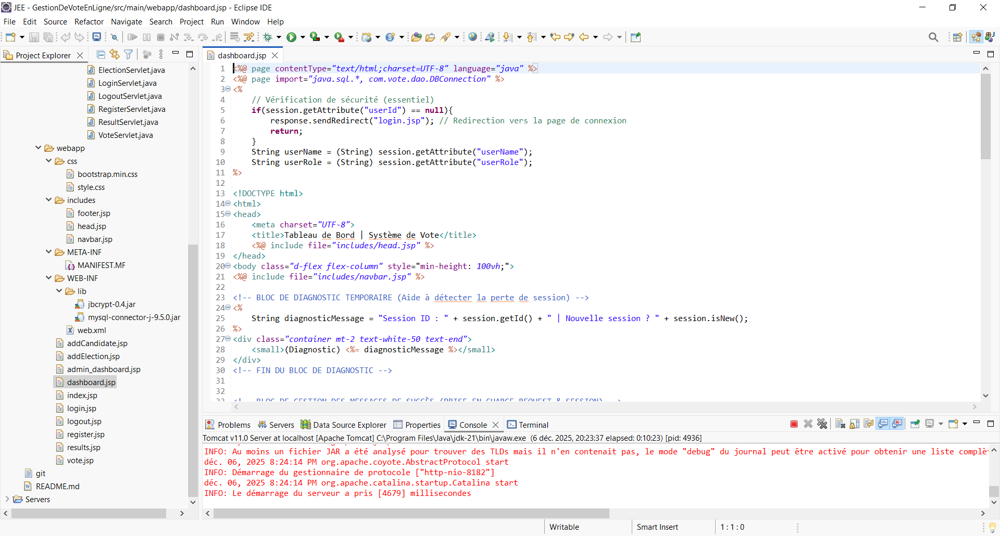 JEE - GestionDeVoteEnLigne/src/main/webapp/dashboard.jsp - Eclipse IDE
File Edit Source Refactor Navigate Search Project Run Window Help
Project Explorer
ElectionServlet.java
LoginServlet.java
LogoutServlet.java
RegisterServlet.java
ResultServlet.java
VoteServlet.java
webapp
css
bootstrap.min.css
style.css
includes
footer.jsp
head.jsp
navbar.jsp
META-INF
MANIFEST.MF
WEB-INF
lib
jbcrypt-0.4.jar
mysql-connector-j-9.5.0.jar
web.xml
addCandidate.jsp
addElection.jsp
admin_dashboard.jsp
dashboard.jsp
index.jsp
login.jsp
logout.jsp
register.jsp
results.jsp
vote.jsp
git
README.md
Servers
dashboard.jsp
1 <%@ page contentType="text/html;charset=UTF-8" language="java" %>
2 <%@ page import="java.sql.*, com.vote.dao.DBConnection" %>
3 <%
4 // Vérification de sécurité (essentiel)
5 if(session.getAttribute("userId") == null){
6 response.sendRedirect("login.jsp"); // Redirection vers la page de connexion
7 return;
8 }
9 String userName = (String) session.getAttribute("userName");
10 String userRole = (String) session.getAttribute("userRole");
11 %>
12
13 <!DOCTYPE html>
14 <html>
15 <head>
16 <meta charset="UTF-8">
17 <title>Tableau de Bord | Système de Vote</title>
18 <%@ include file="includes/head.jsp" %>
19 </head>
20 <body class="d-flex flex-column" style="min-height: 100vh;">
21 <%@ include file="includes/navbar.jsp" %>
22
23 <!-- BLOC DE DIAGNOSTIC TEMPORAIRE (Aide à détecter la perte de session) -->
24 <%
25 String diagnosticMessage = "Session ID : " + session.getId() + " | Nouvelle session ? " + session.isNew();
26 %>
27 <div class="container mt-2 text-white-50 text-end">
28 <small>(Diagnostic) <%= diagnosticMessage %></small>
29 </div>
30 <!-- FIN DU BLOC DE DIAGNOSTIC -->
31
32
33 <!-- BLOC DE GESTION DES MESSAGES DE SUCCÈS (PRISE EN CHARGE REQUEST & SESSION) -->
Problems Servers Data Source Explorer Properties Console Terminal
Tomcat v11.0 Server at localhost [Apache Tomcat] C:\Program Files\Java\jdk-21\bin\javaw.exe (6 déc. 2025, 20:23:37 elapsed: 0:10:23) [pid: 4936]
INFO: Au moins un fichier JAR a été analysé pour trouver des TLDs mais il n'en contenait pas, le mode "debug" du journal peut être activé pour obtenir une liste complèt
déc. 06, 2025 8:24:14 PM org.apache.coyote.AbstractProtocol start
INFO: Démarrage du gestionnaire de protocole ["http-nio-8182"]
déc. 06, 2025 8:24:14 PM org.apache.catalina.startup.Catalina start
INFO: Le démarrage du serveur a pris [4679] millisecondes
Writable Smart Insert 1 : 1 : 0